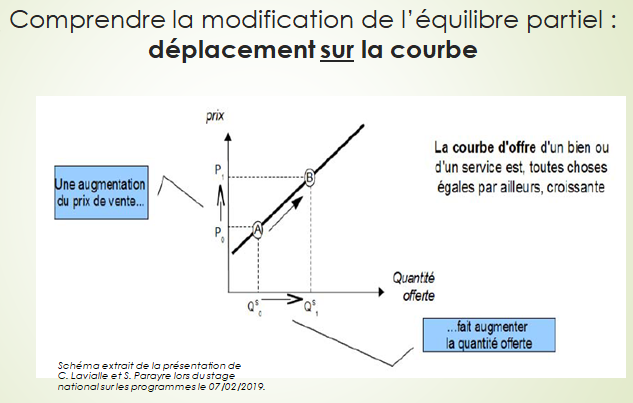 Comprendre la modification de l'équilibre partiel :
déplacement sur la courbe
prix
La courbe d'offre d'un bien ou
d'un service est, toutes choses
égales par ailleurs, croissante
Une augmentation
du prix de vente...
P1
B
P0
A
Quantité
offerte
Qs0
Qs1
...fait augmenter
la quantité offerte
Schéma extrait de la présentation de
C. Lavialle et S. Parayre lors du stage
national sur les programmes le 07/02/2019.